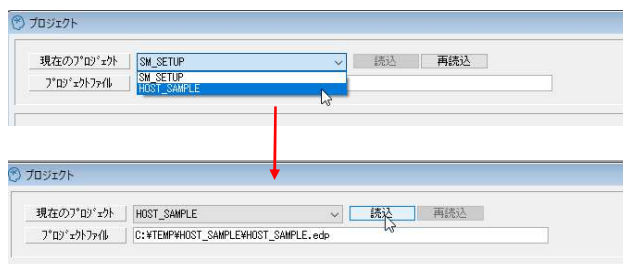 プロジェクト
現在のﾌﾟﾛｼﾞｪｸﾄ SM_SETUP 読込 再読込
ﾌﾟﾛｼﾞｪｸﾄﾌｧｲﾙ SM_SETUP
HOST_SAMPLE
プロジェクト
現在のﾌﾟﾛｼﾞｪｸﾄ HOST_SAMPLE 読込 再読込
ﾌﾟﾛｼﾞｪｸﾄﾌｧｲﾙ C:¥TEMP¥HOST_SAMPLE¥HOST_SAMPLE.edp